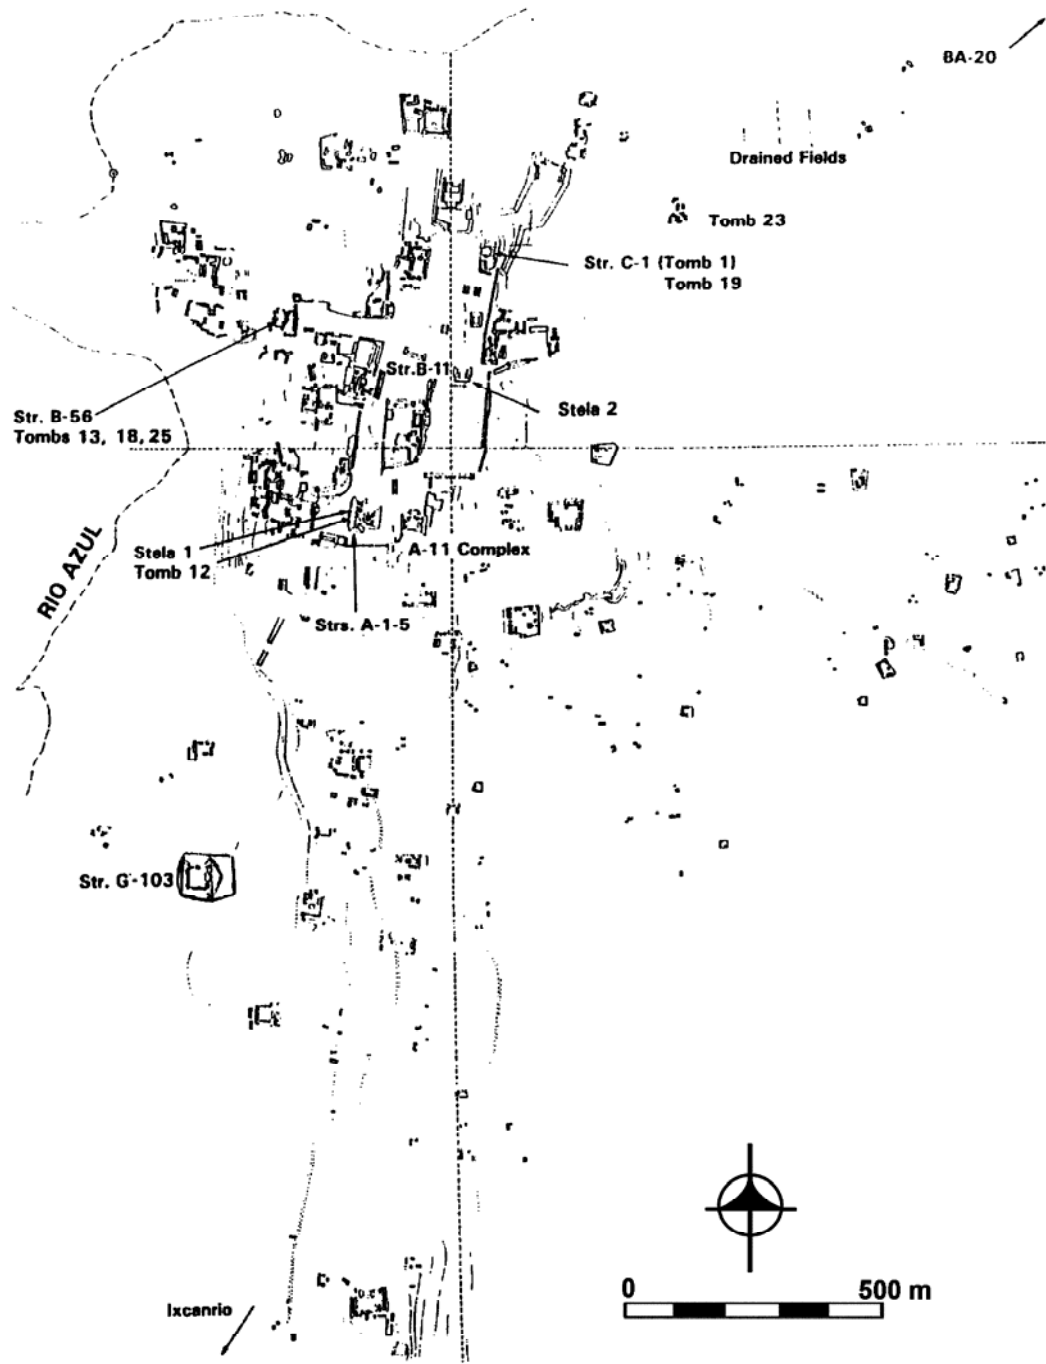 BA-20
Drained Fields
Tomb 23
Str. C-1 (Tomb 1)
Tomb 19
Str.B-11
Stela 2
Str. B-56
Tombs 13, 18, 25
RIO AZUL
Stela 1
Tomb 12
A-11 Complex
Strs. A-1-5
Str. G-103
Ixcanrio
0 500 m